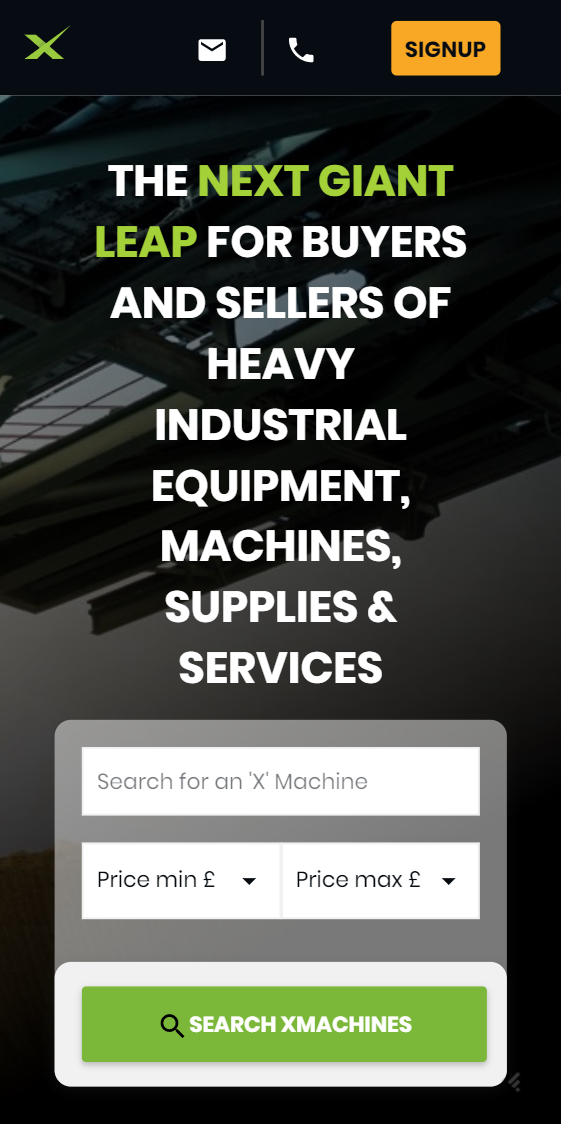 SIGNUP
THE NEXT GIANT
LEAP FOR BUYERS
AND SELLERS OF
HEAVY
INDUSTRIAL
EQUIPMENT,
MACHINES,
SUPPLIES &
SERVICES
Search for an 'X' Machine
Price min £
Price max £
SEARCH XMACHINES